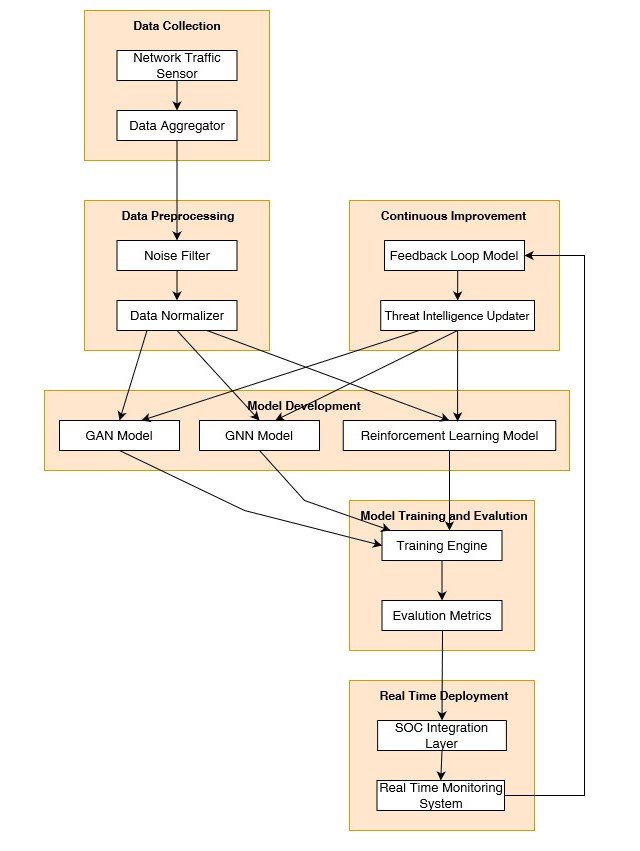 Data Collection
Network Traffic
Sensor
Data Aggregator
Data Preprocessing
Noise Filter
Data Normalizer
Continuous Improvement
Feedback Loop Model
Threat Intelligence Updater
Model Development
GAN Model
GNN Model
Reinforcement Learning Model
Model Training and Evalution
Training Engine
Evalution Metrics
Real Time Deployment
SOC Integration
Layer
Real Time Monitoring
System